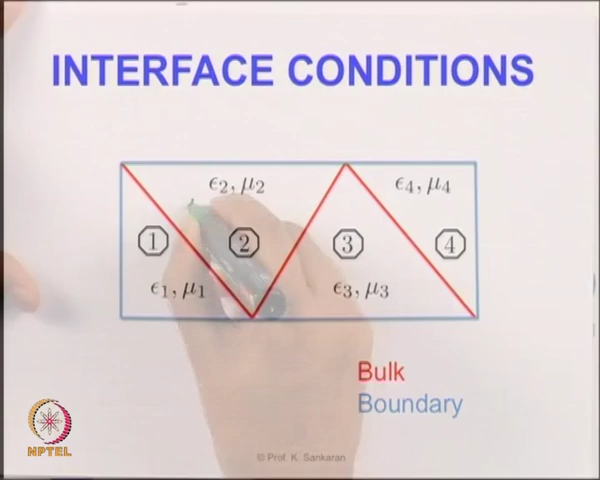 INTERFACE CONDITIONS
ϵ2, μ2
ϵ4, μ4
1
2
3
4
ϵ1, μ1
ϵ3, μ3
Bulk
Boundary
NPTEL
© Prof. K. Sankaran